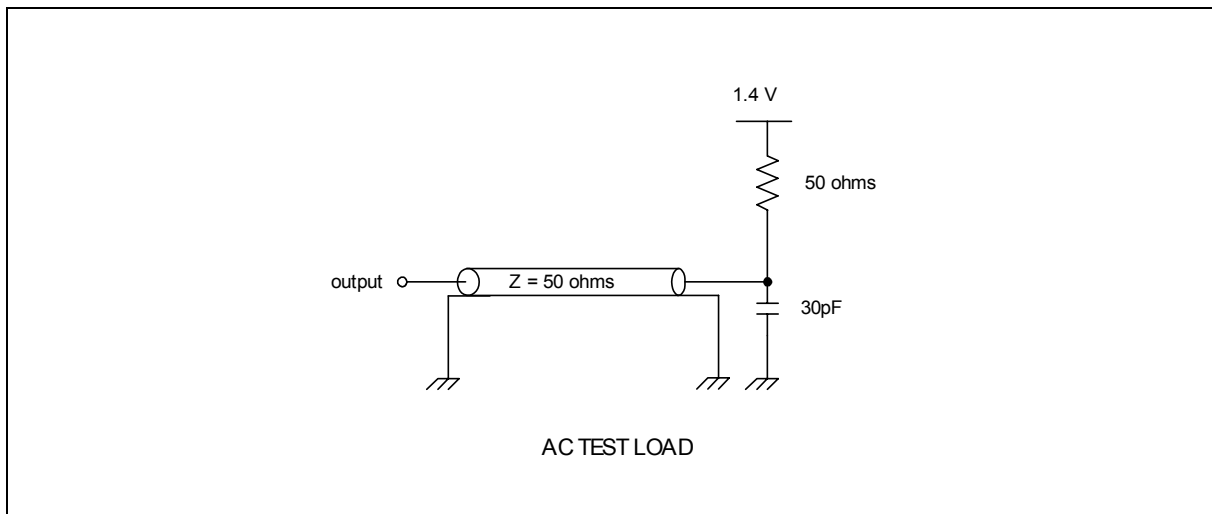 1.4 V
50 ohms
output
Z = 50 ohms
30pF
AC TEST LOAD